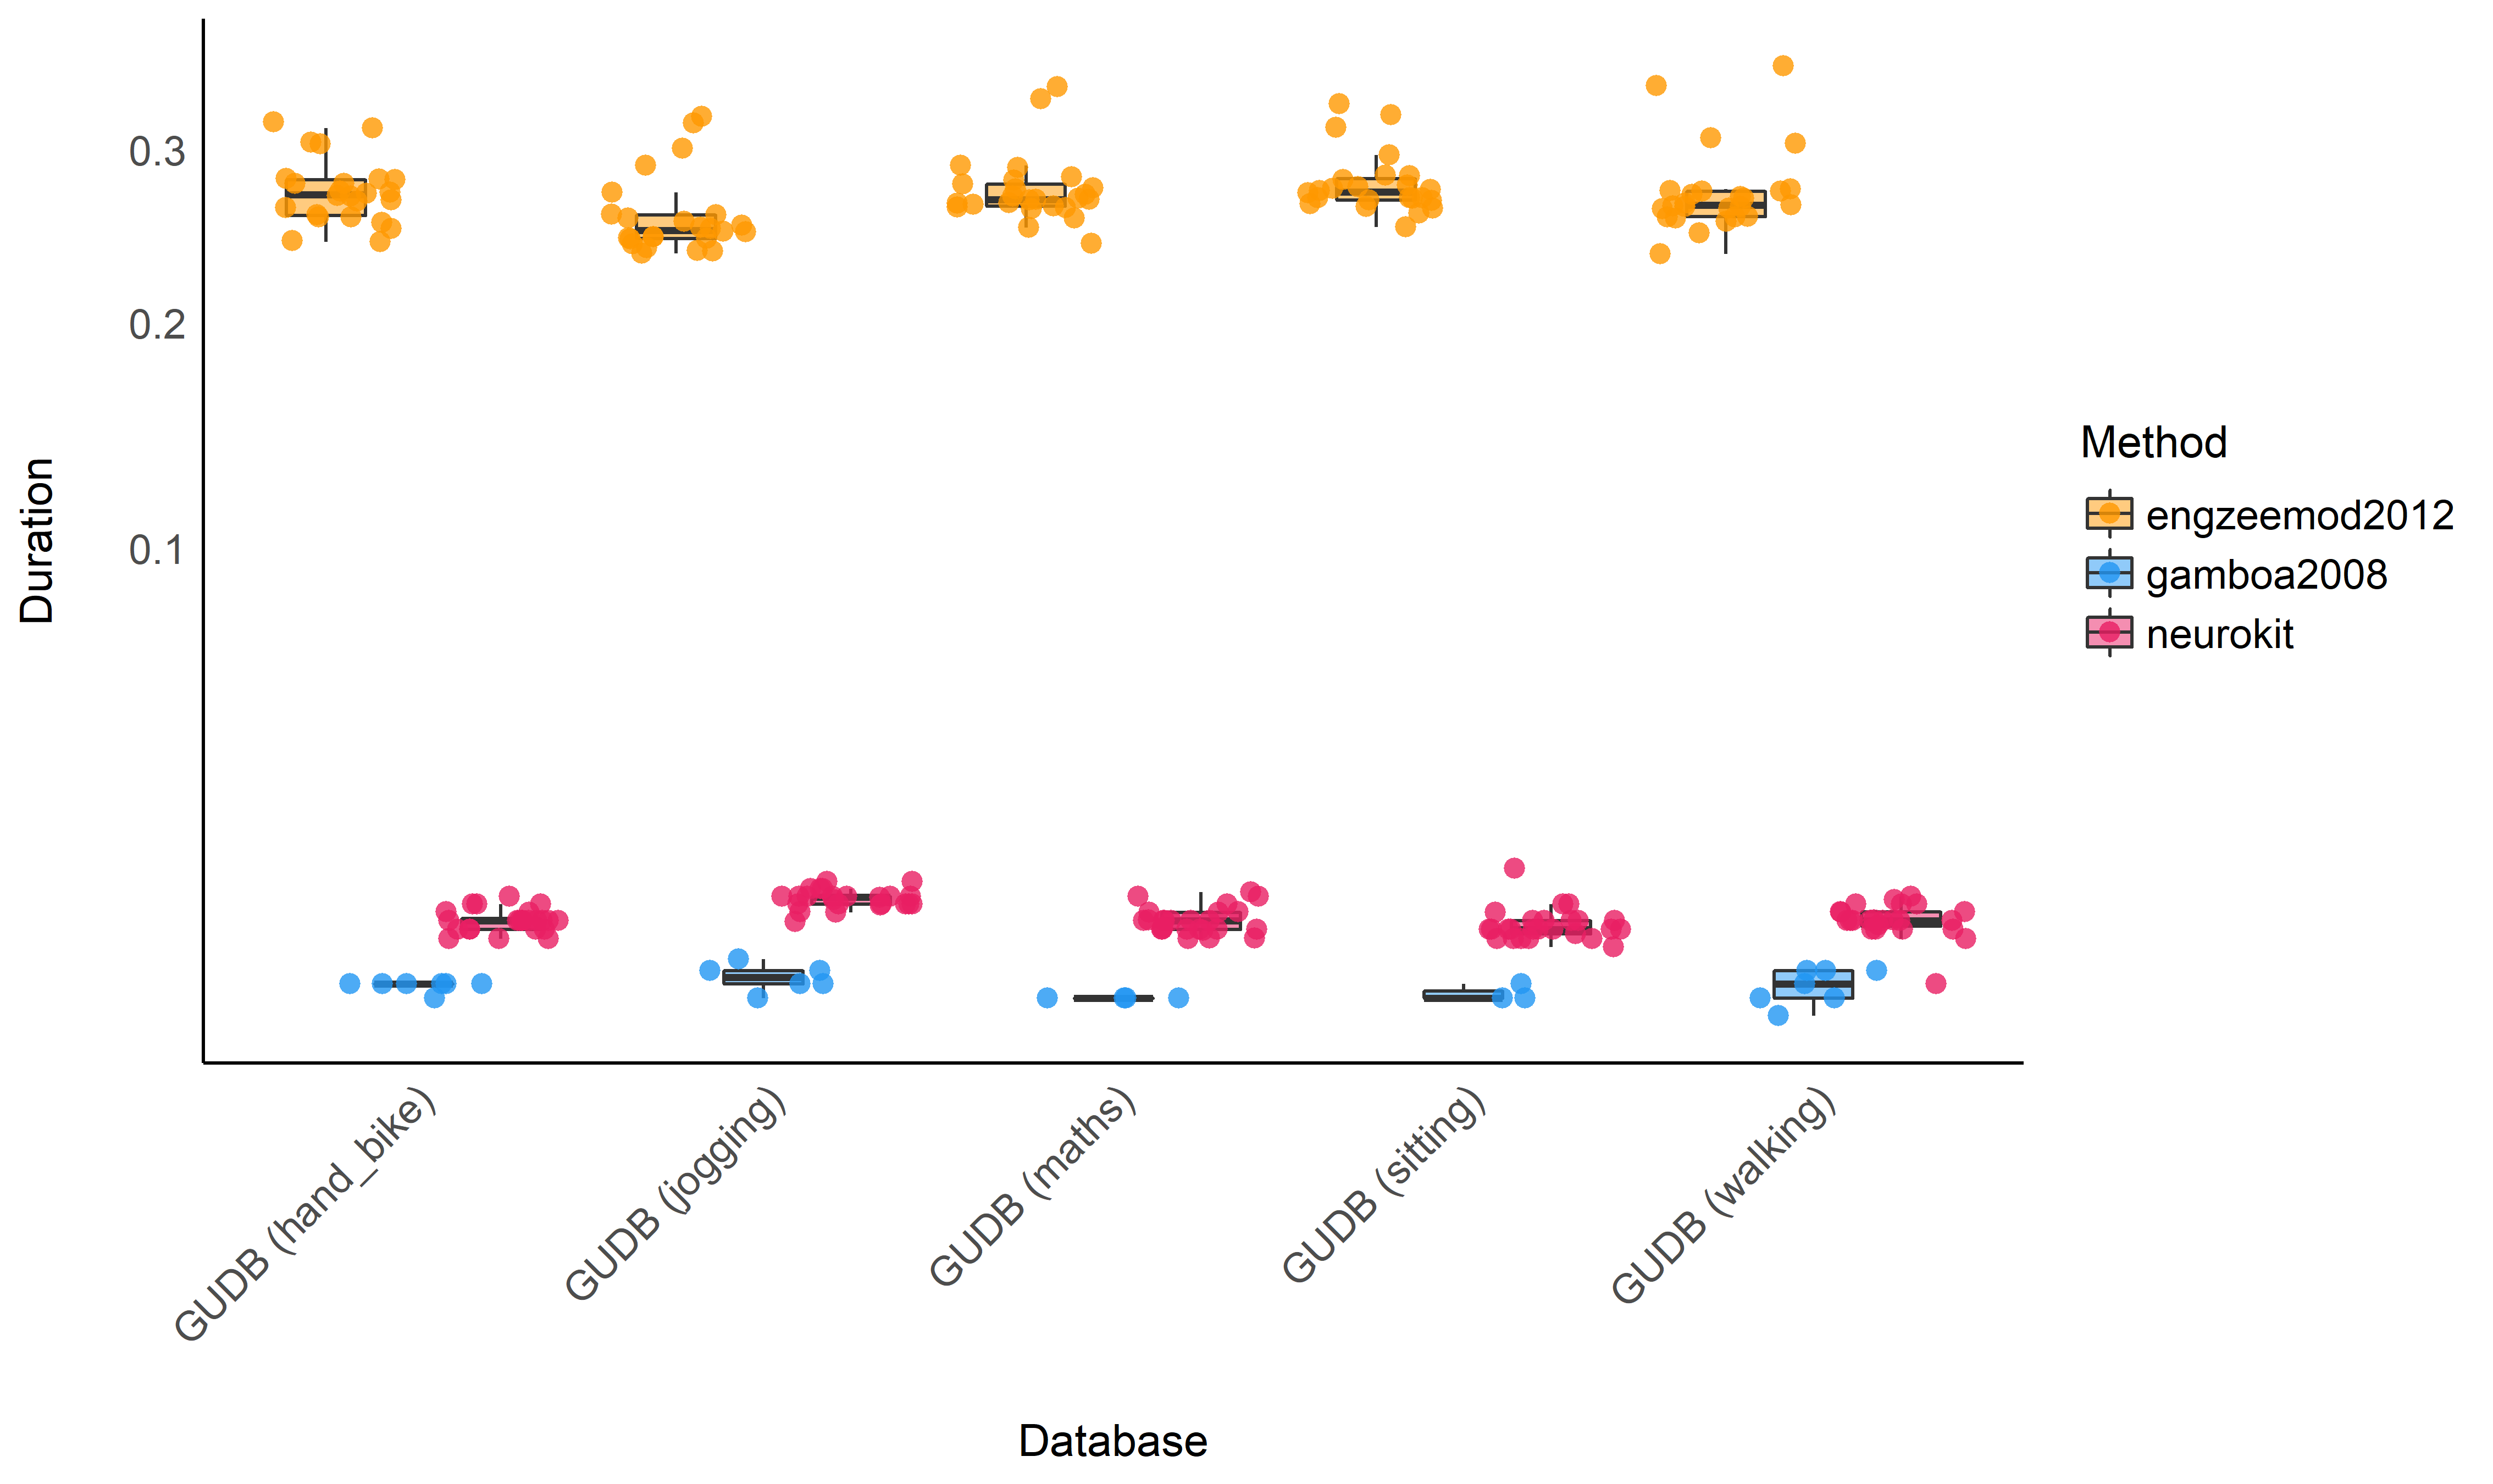 Duration
0.3
0.2
0.1
GUDB (hand_bike)
GUDB (jogging)
GUDB (maths)
GUDB (sitting)
GUDB (walking)
Database
Method
engzeemod2012
gamboa2008
neurokit